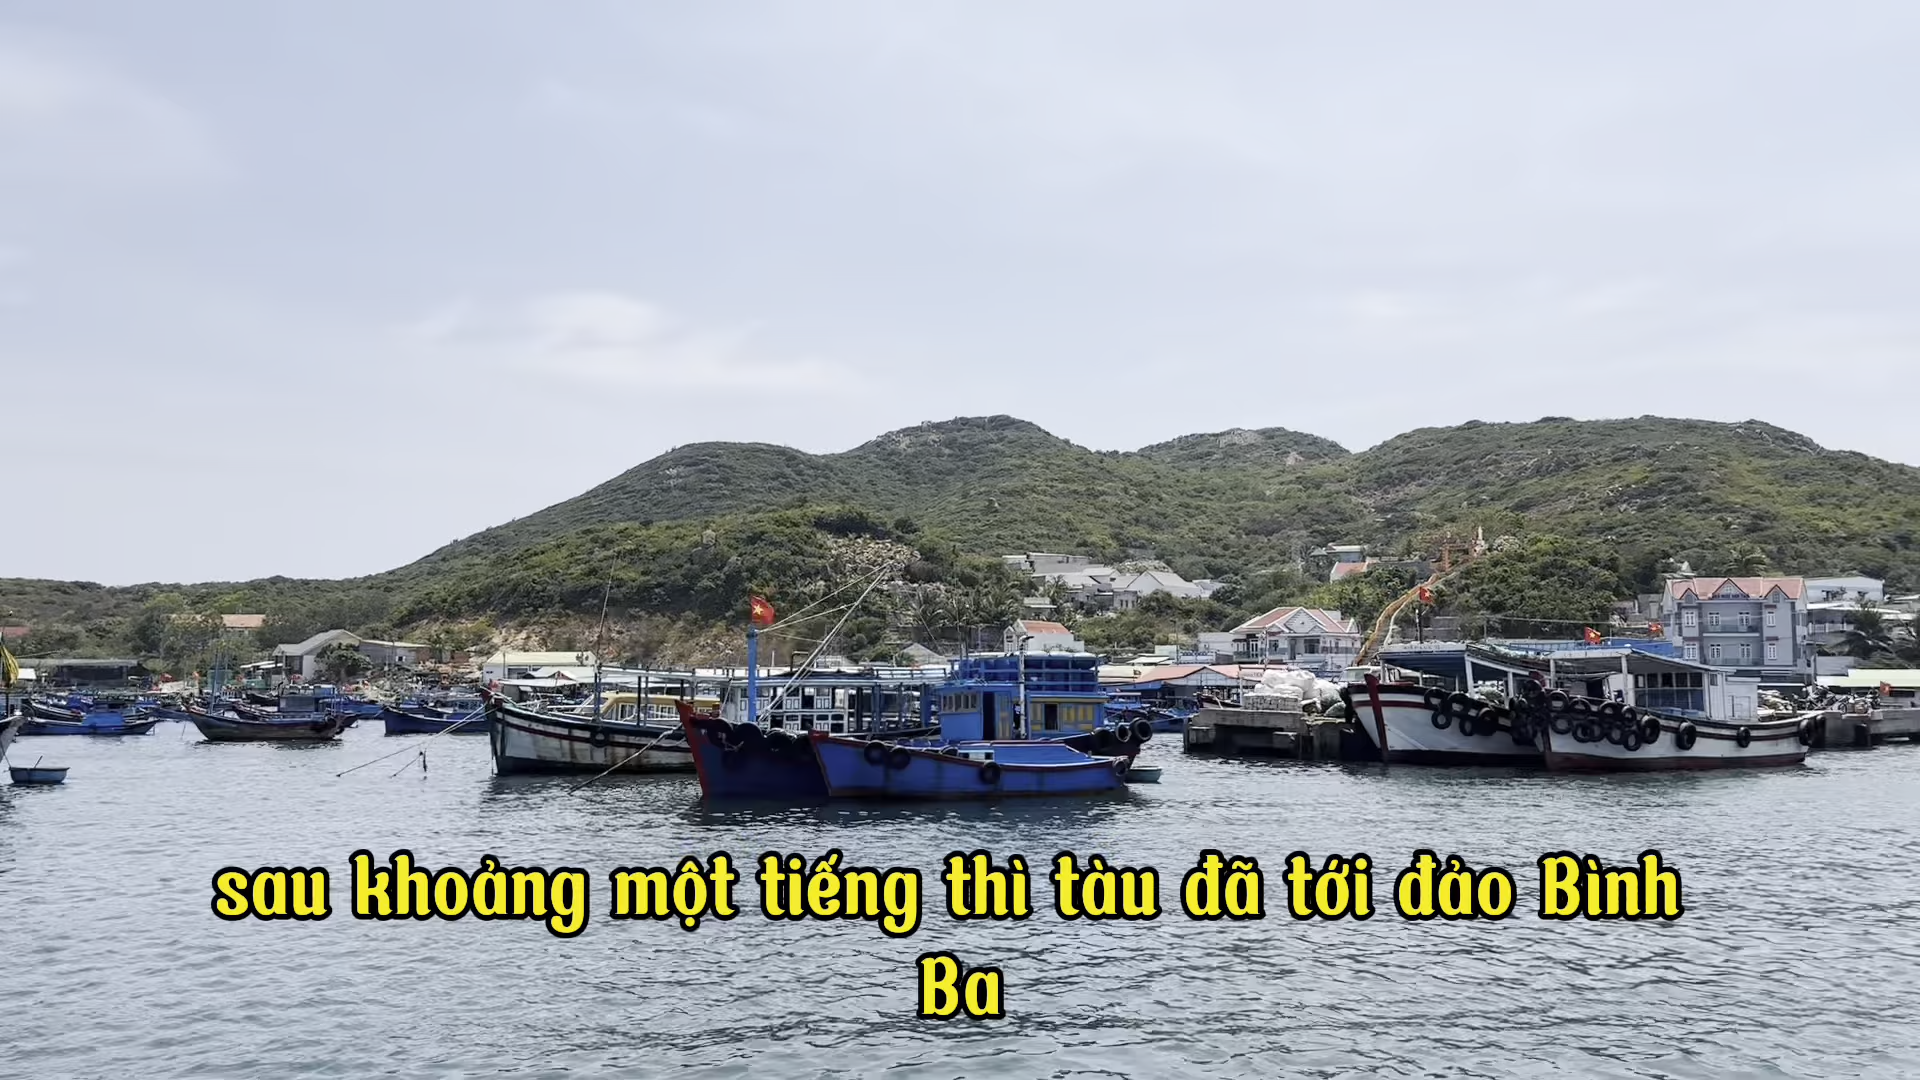 sau khoảng một tiếng thì tàu đã tới đảo Bình
Ba